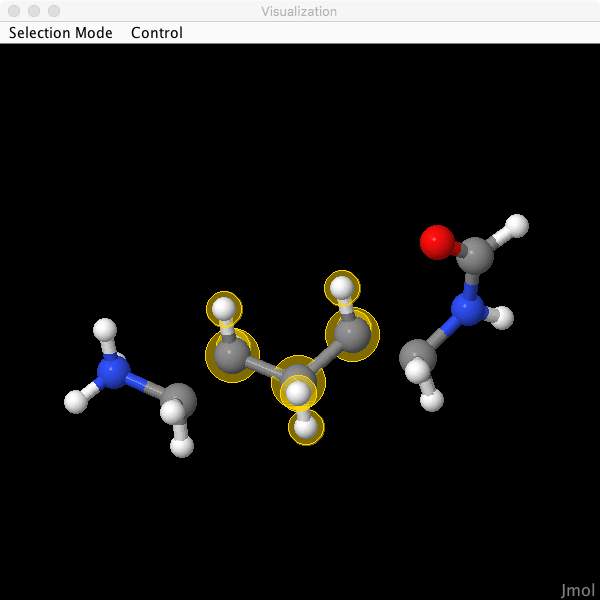 Visualization
Selection Mode Control
Jmol